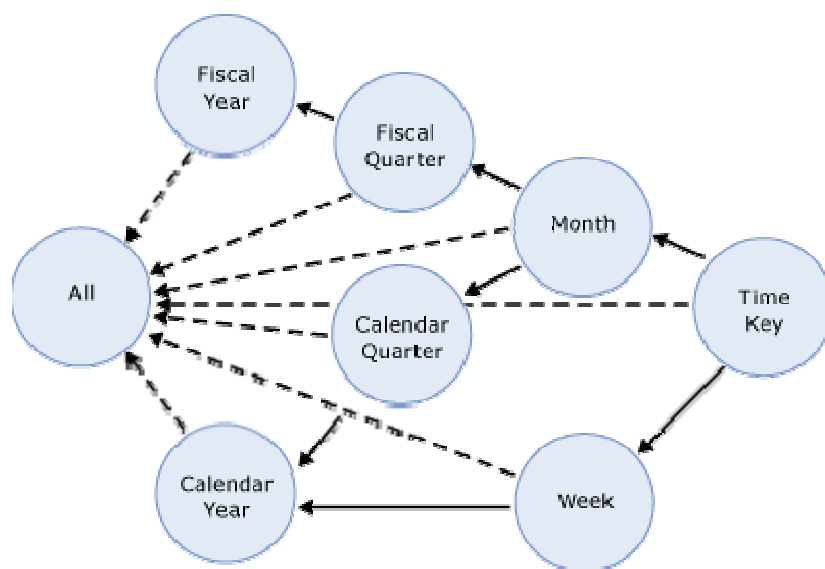 Fiscal
Year
Fiscal
Quarter
Month
All
Time
Key
Calendar
Quarter
Calendar
Year
Week